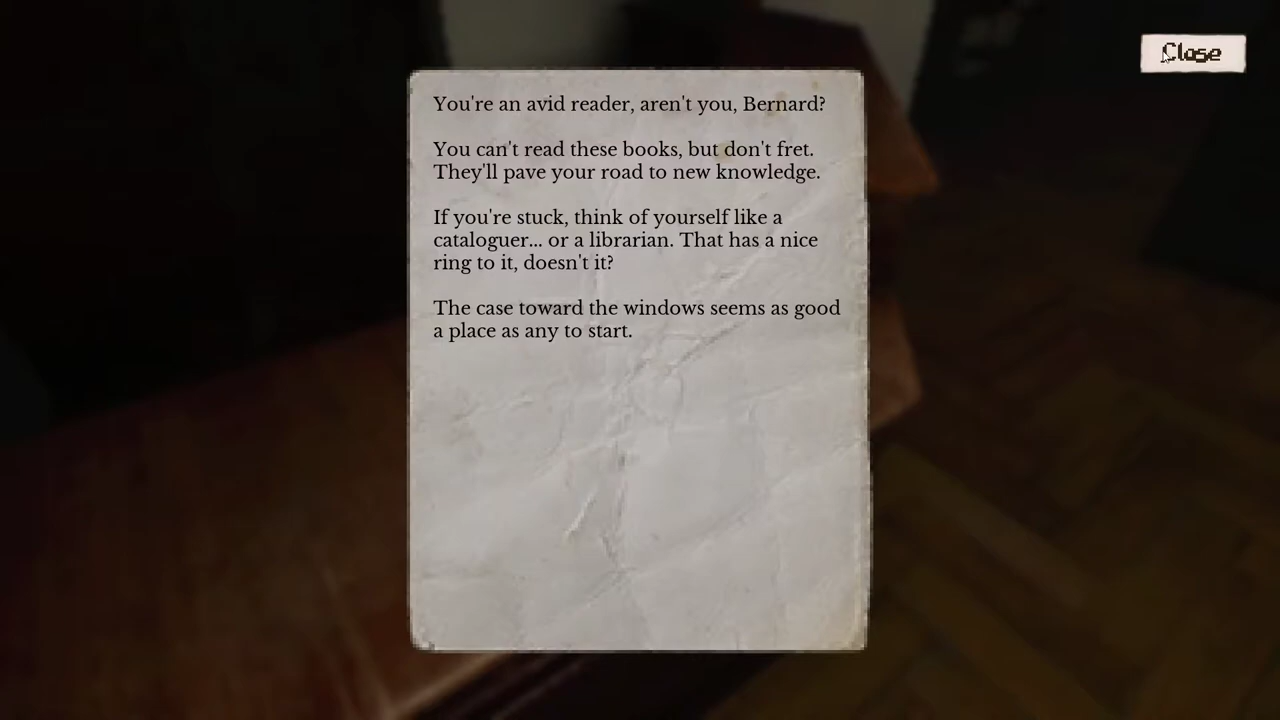 Close
You're an avid reader, aren't you, Bernard?
You can't read these books, but don't fret.
They'll pave your road to new knowledge.
If you're stuck, think of yourself like a
cataloguer... or a librarian. That has a nice
ring to it, doesn't it?
The case toward the windows seems as good
a place as any to start.